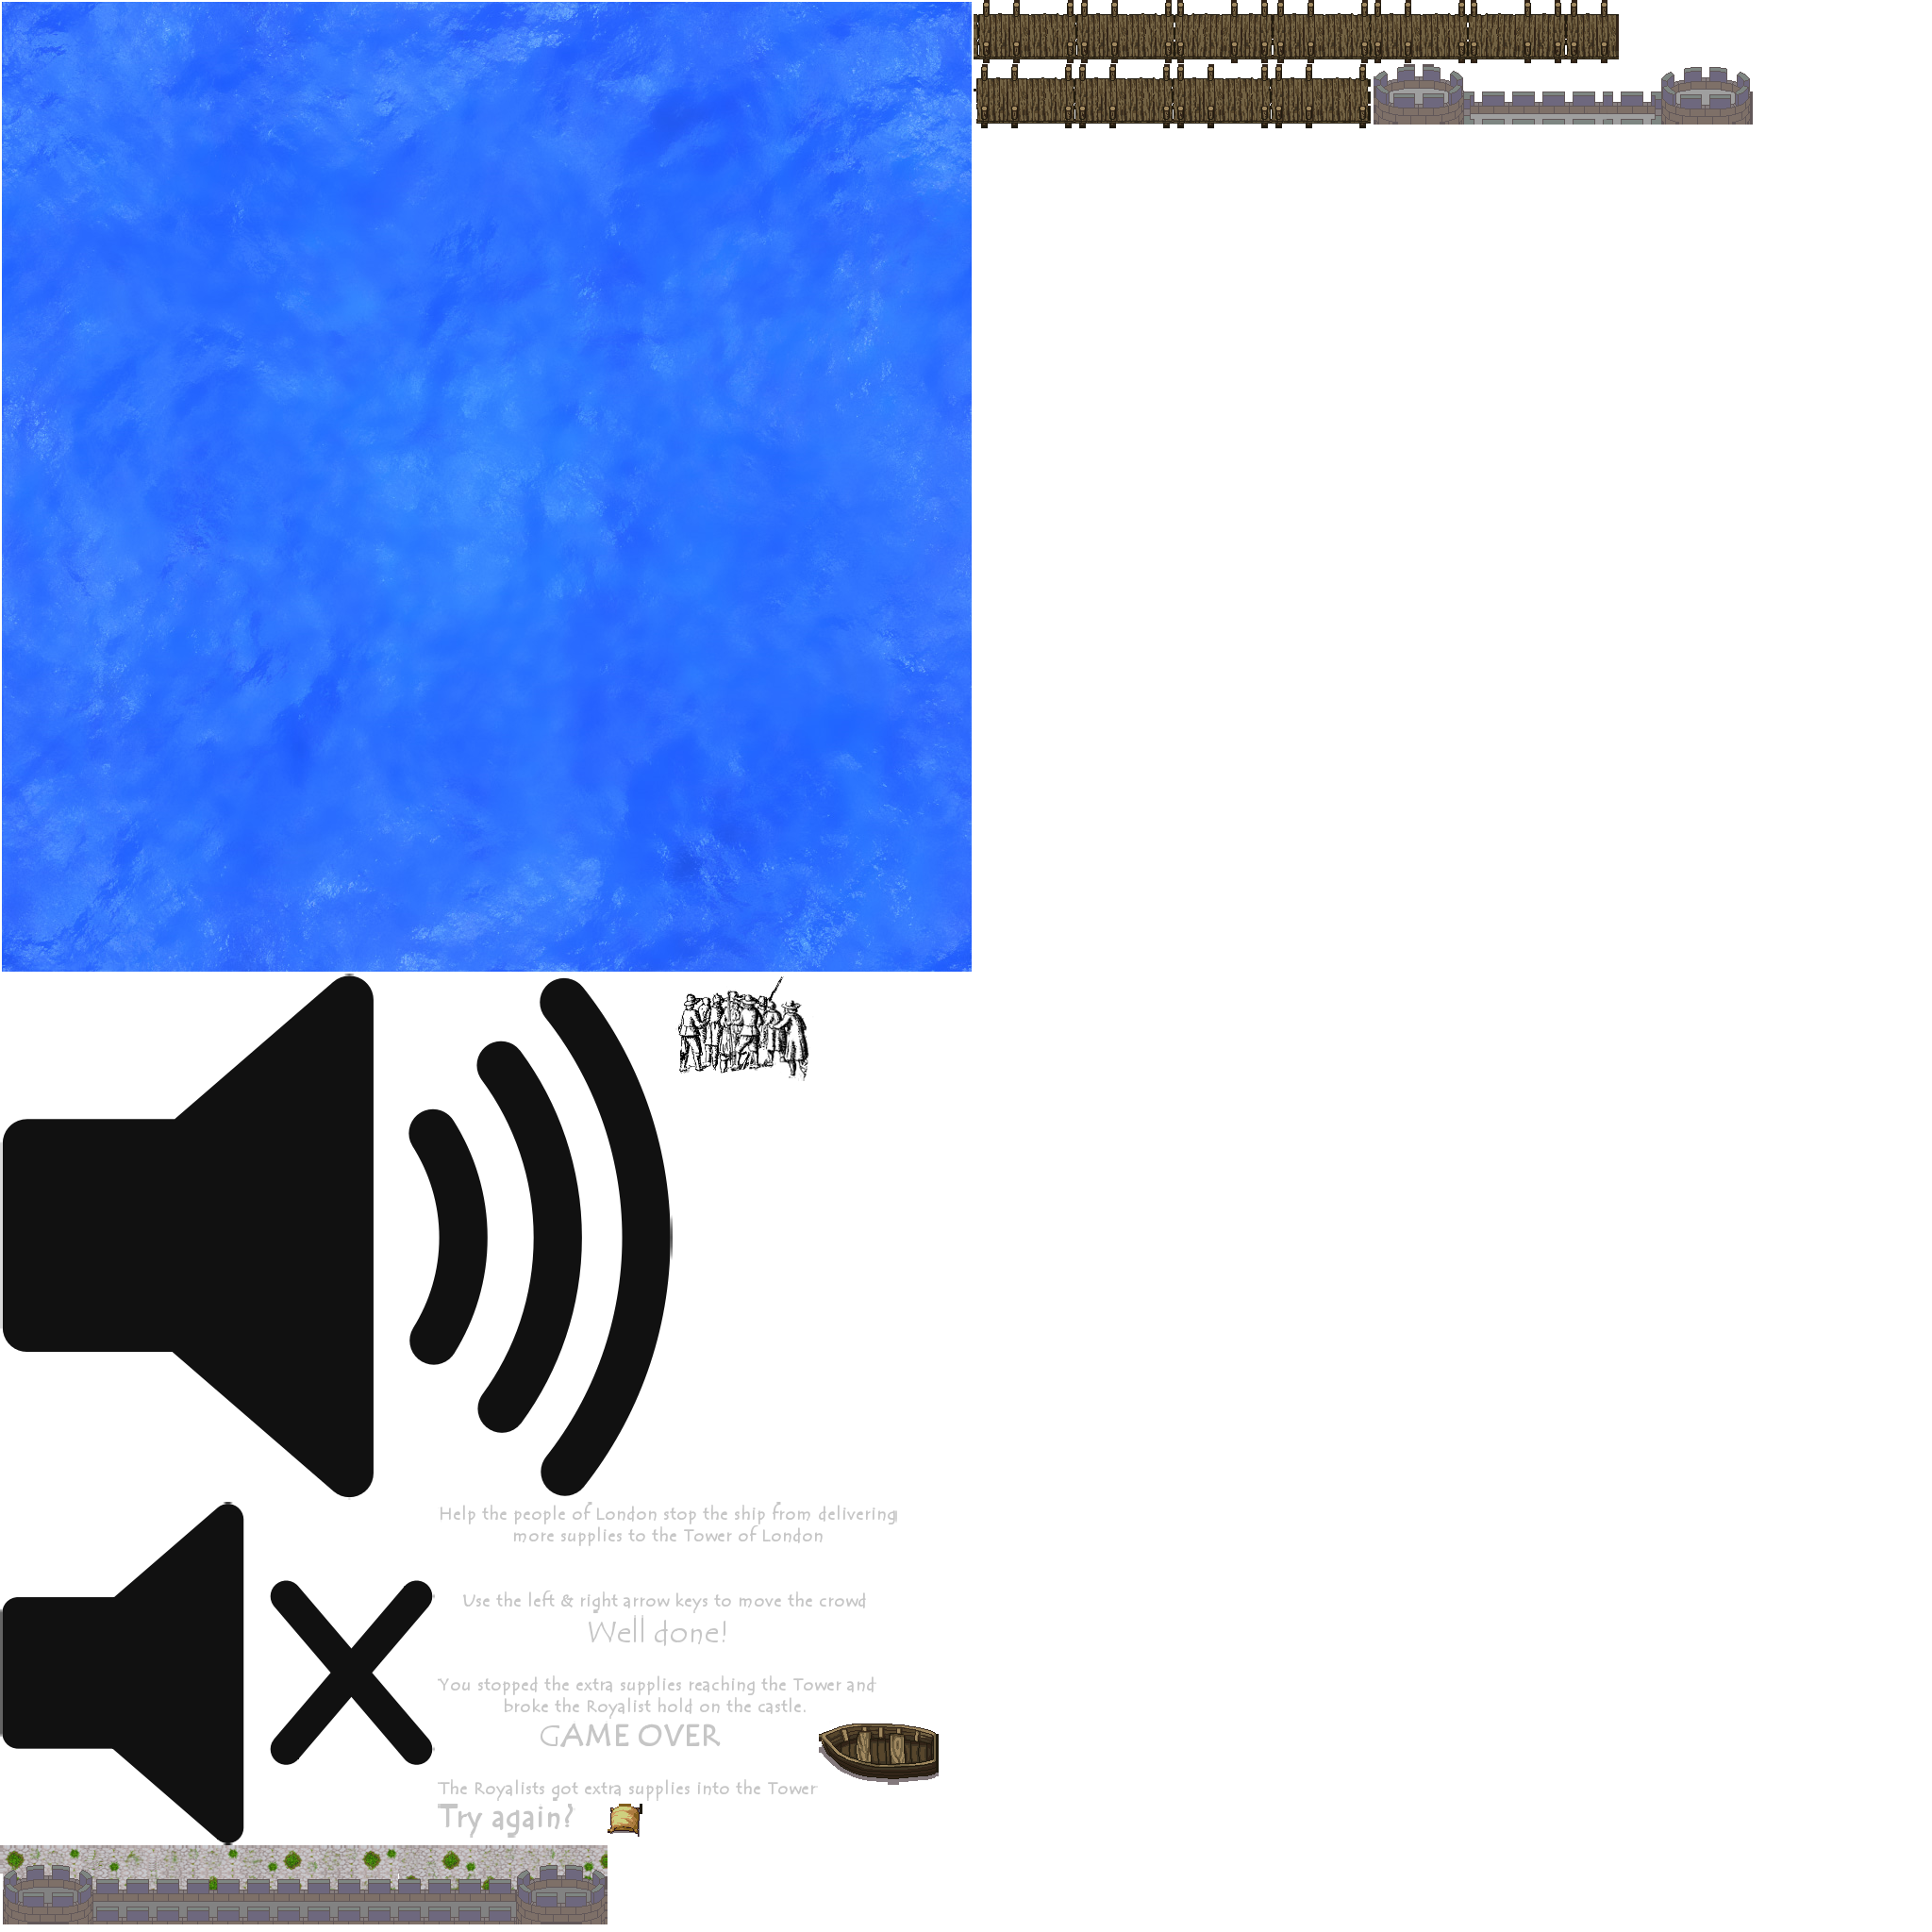 Help the people of London stop the ship from delivering
more supplies to the Tower of London
Use the left & right arrow keys to move the crowd
Well done!
You stopped the extra supplies reaching the Tower and
broke the Royalist hold on the castle.
GAME OVER
The Royalists got extra supplies into the Tower
Try again?